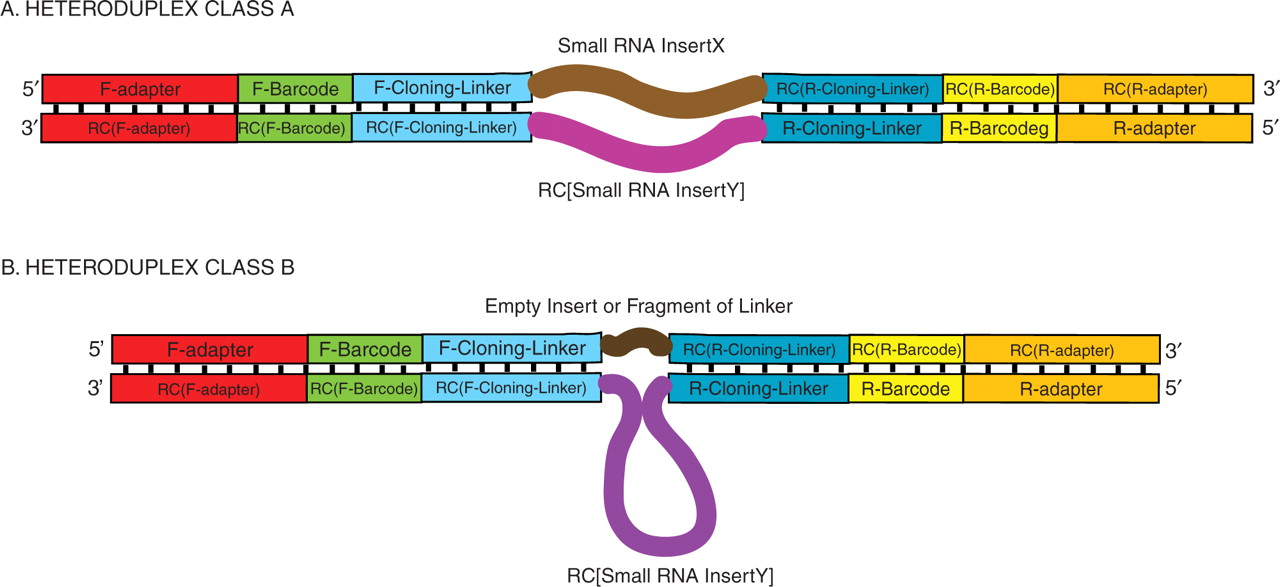 A. HETERODUPLEX CLASS A
Small RNA InsertX
5′ F-adapter F-Barcode F-Cloning-Linker RC(R-Cloning-Linker) RC(R-Barcode) RC(R-adapter) 3′
3′ RC(F-adapter) RC(F-Barcode) RC(F-Cloning-Linker) R-Cloning-Linker R-Barcodeg R-adapter 5′
RC[Small RNA InsertY]
B. HETERODUPLEX CLASS B
Empty Insert or Fragment of Linker
5’ F-adapter F-Barcode F-Cloning-Linker RC(R-Cloning-Linker) RC(R-Barcode) RC(R-adapter) 3′
3’ RC(F-adapter) RC(F-Barcode) RC(F-Cloning-Linker) R-Cloning-Linker R-Barcode R-adapter 5′
RC[Small RNA InsertY]